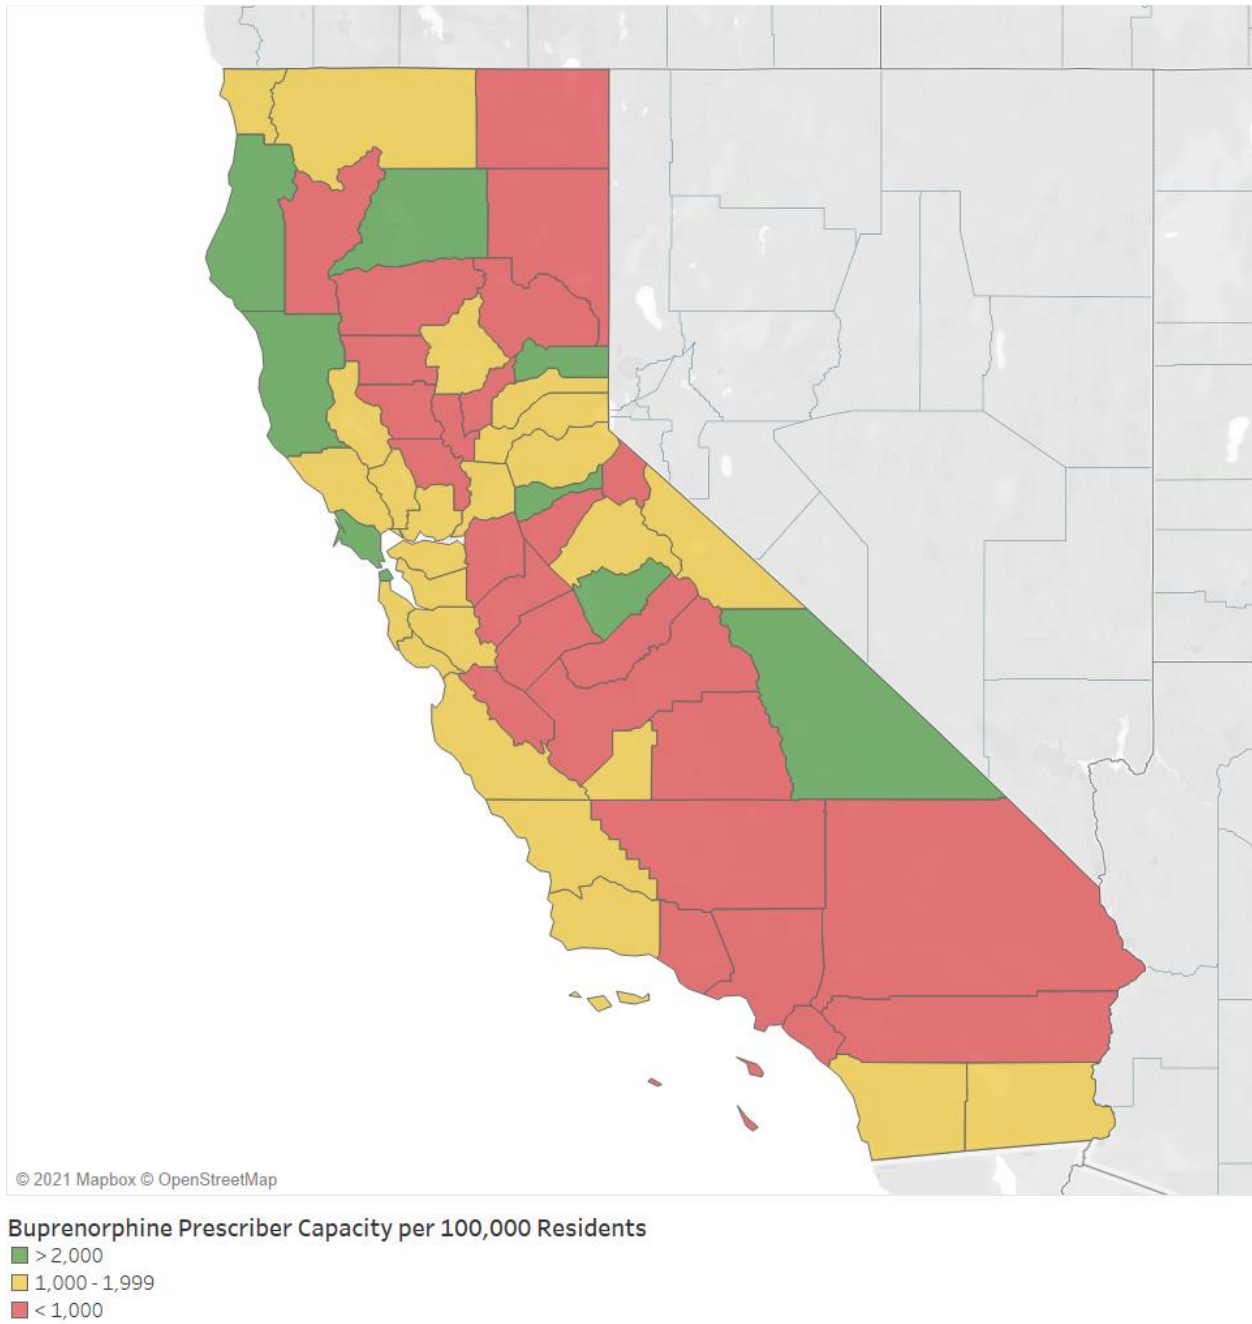 © 2021 Mapbox © OpenStreetMap
Buprenorphine Prescriber Capacity per 100,000 Residents
> 2,000
1,000 - 1,999
< 1,000